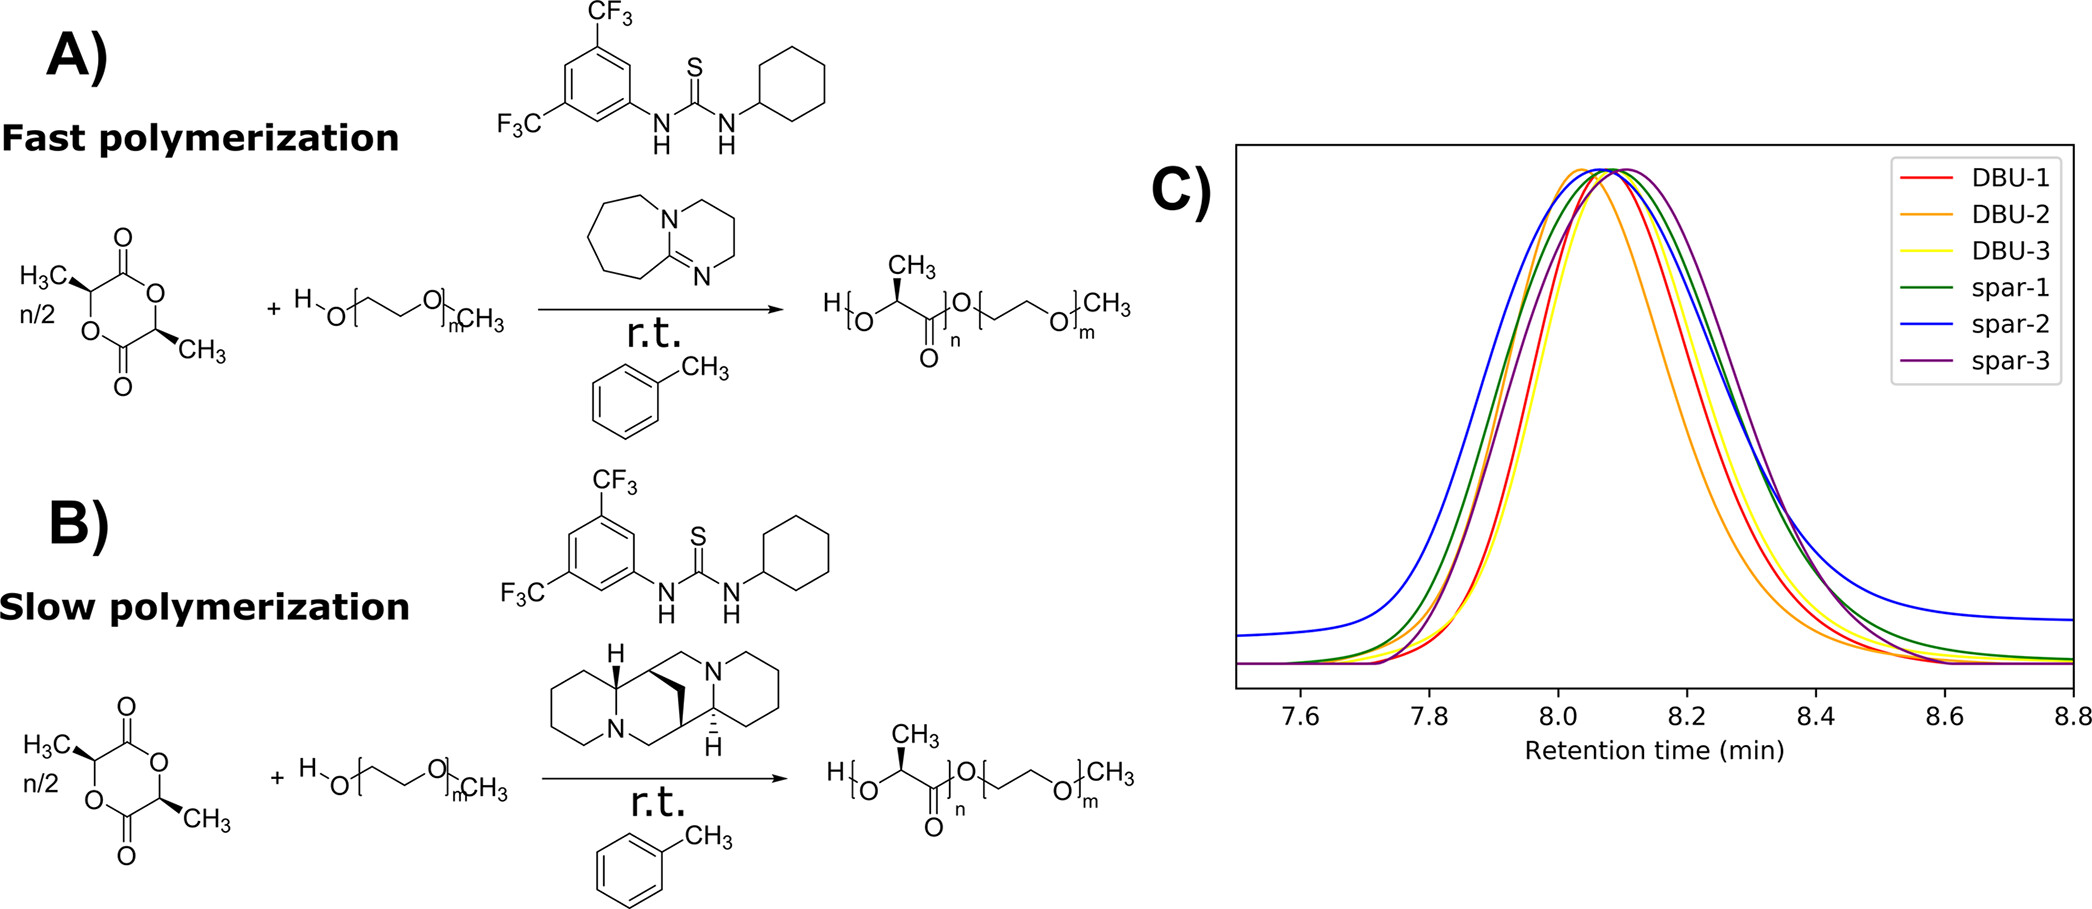 A)
Fast polymerization
CF3
F3C
S
N
H
N
H
N
N
O
H3C
O
n/2
O
CH3
O
+
H
O
O
m
CH3
r.t.
CH3
CH3
H
O
O
n
O
O
m
CH3
B)
Slow polymerization
CF3
F3C
S
N
H
N
H
H
N
N
H
O
H3C
O
n/2
O
CH3
O
+
H
O
O
m
CH3
r.t.
CH3
CH3
H
O
O
n
O
O
m
CH3
C)
DBU-1
DBU-2
DBU-3
spar-1
spar-2
spar-3
7.6 7.8 8.0 8.2 8.4 8.6 8.8
Retention time (min)